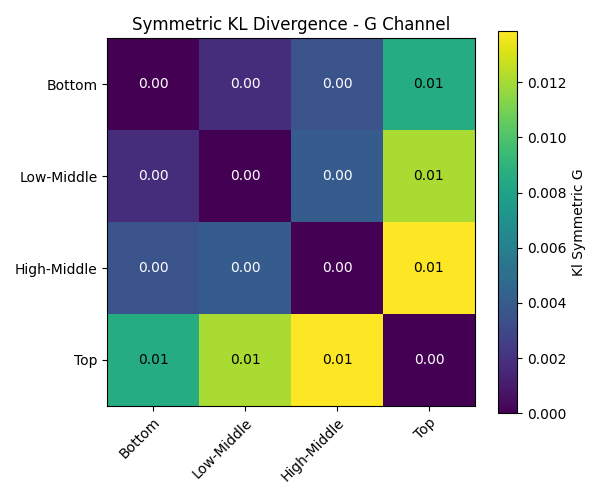 Symmetric KL Divergence - G Channel
Bottom 0.00 0.00 0.00 0.01
Low-Middle 0.00 0.00 0.00 0.01
High-Middle 0.00 0.00 0.00 0.01
Top 0.01 0.01 0.01 0.00
Bottom Low-Middle High-Middle Top
0.012
0.010
0.008
0.006
0.004
0.002
0.000
Kl Symmetric G